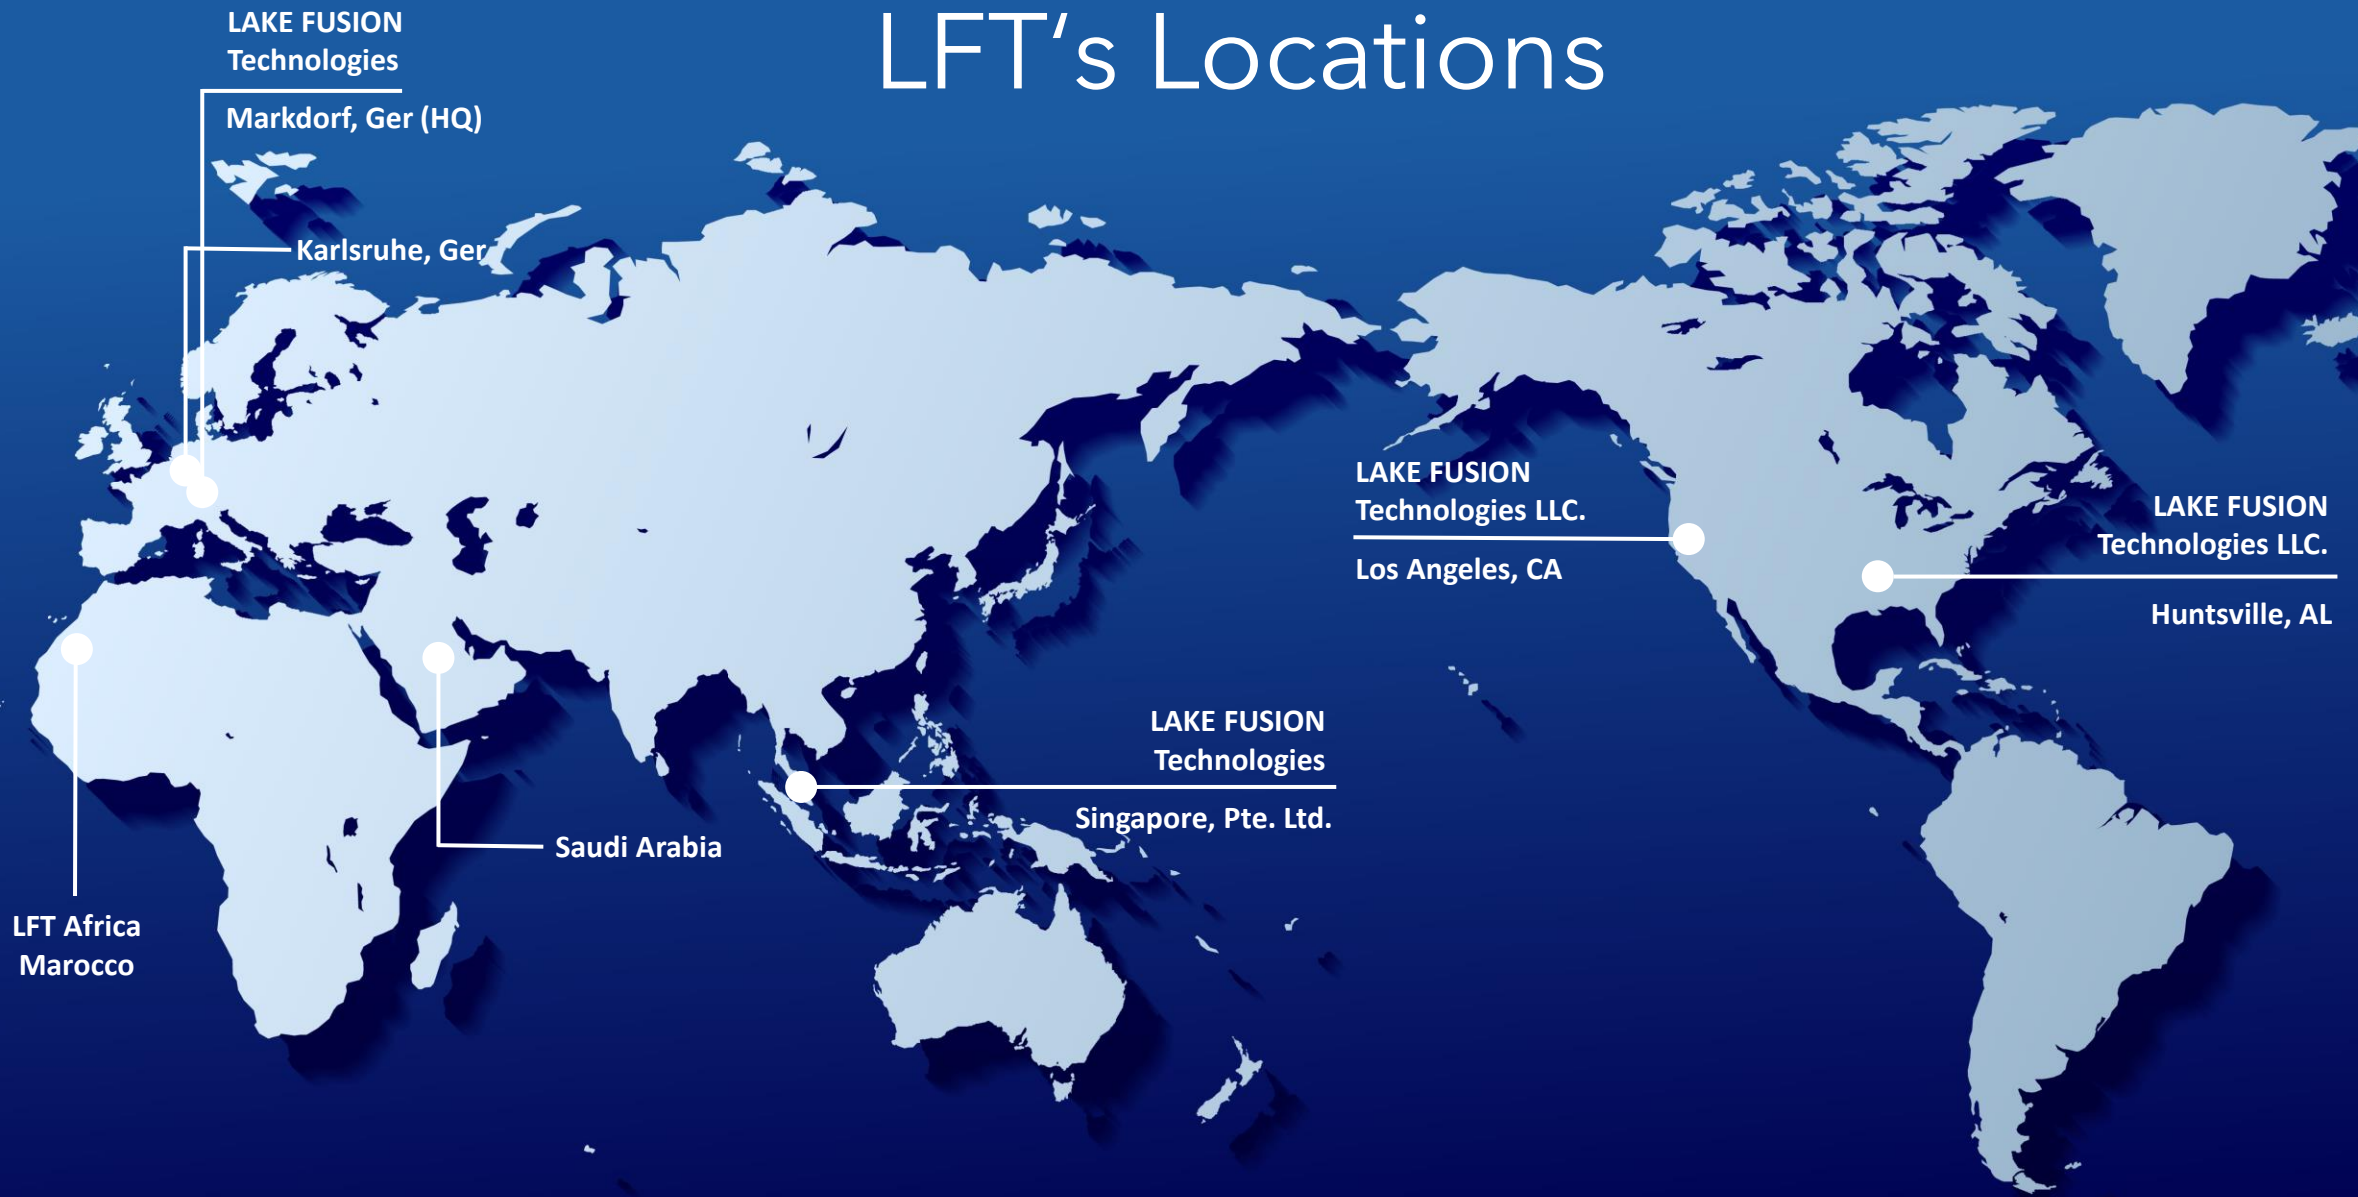 LFT's Locations
LAKE FUSION
Technologies
Markdorf, Ger (HQ)
Karlsruhe, Ger
LAKE FUSION
Technologies LLC.
Los Angeles, CA
LAKE FUSION
Technologies LLC.
Huntsville, AL
LAKE FUSION
Technologies
Singapore, Pte. Ltd.
Saudi Arabia
LFT Africa
Marocco